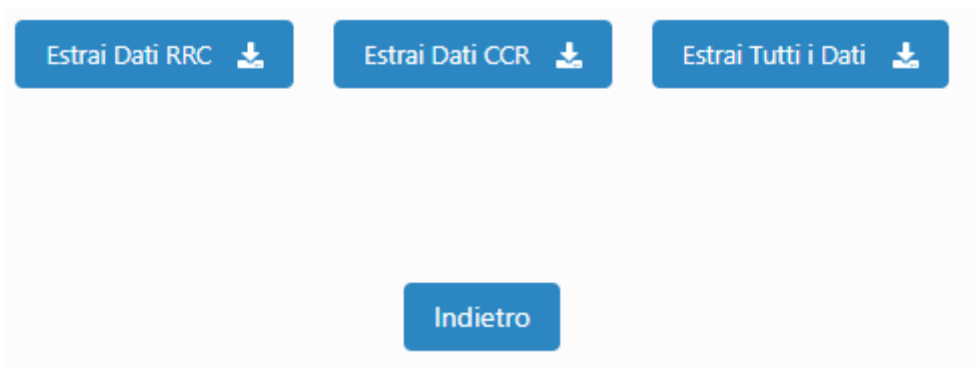 Estrai Dati RRC
Estrai Dati CCR
Estrai Tutti i Dati
Indietro